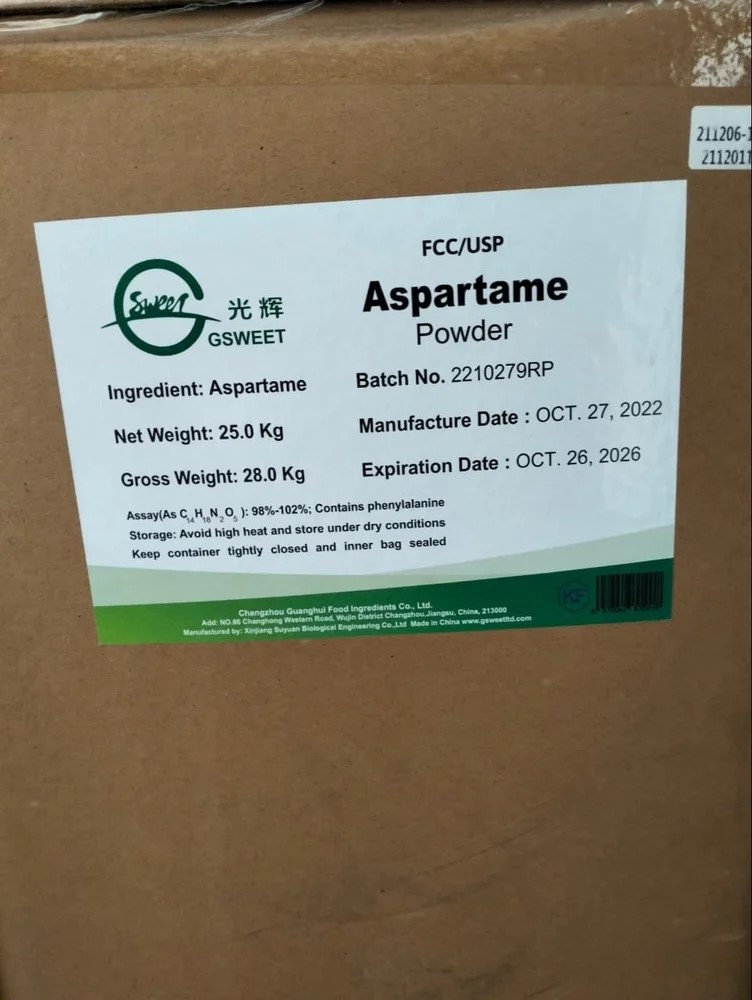 211206-1
2112011
FCC/USP
Aspartame
Powder
Sweet
光辉
GSWEET
Ingredient: Aspartame
Net Weight: 25.0 Kg
Gross Weight: 28.0 Kg
Batch No. 2210279RP
Manufacture Date : OCT. 27, 2022
Expiration Date : OCT. 26, 2026
Assay(As C14H18N2O5 ): 98%-102%; Contains phenylalanine
Storage: Avoid high heat and store under dry conditions
Keep container tightly closed and inner bag sealed
Changzhou Guanghui Food Ingredients Co., Ltd.
Add: NO.66 Changhong Western Road, Wujin District Changzhou,Jiangsu, China, 213000
Manufactured by: Xinjiang Suyuan Biological Engineering Co.,Ltd Made in China www.gsweetltd.com
KF